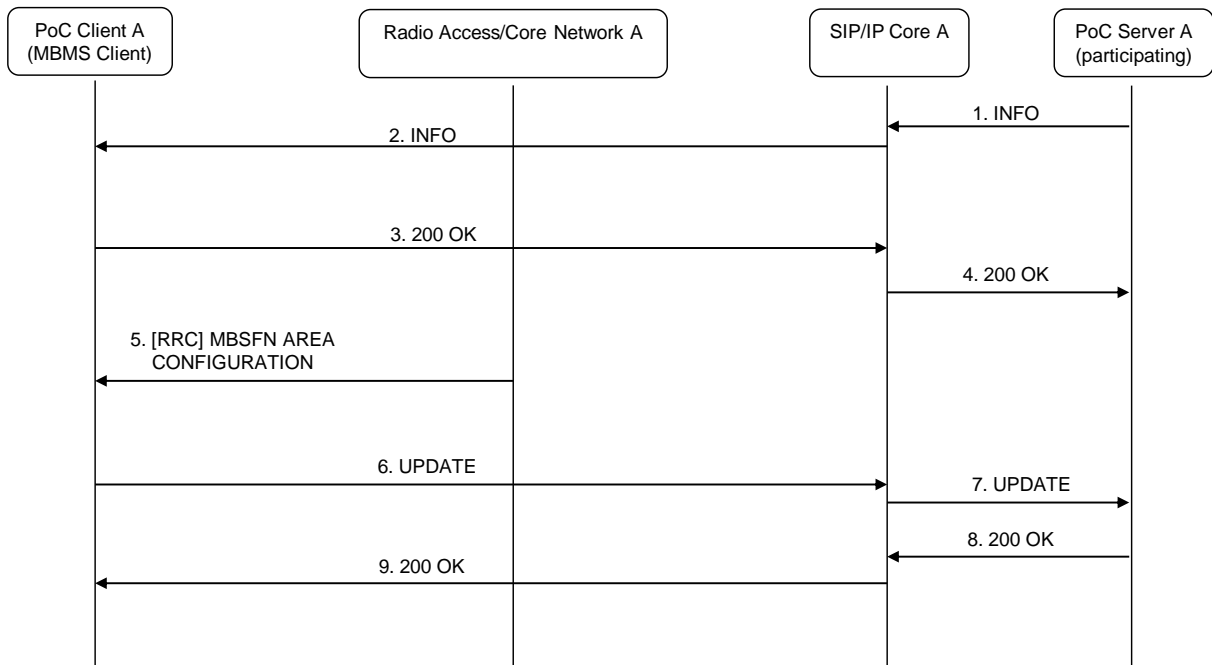 PoC Client A
(MBMS Client)
Radio Access/Core Network A
SIP/IP Core A
PoC Server A
(participating)
1. INFO
2. INFO
3. 200 OK
4. 200 OK
5. [RRC] MBSFN AREA
CONFIGURATION
6. UPDATE
7. UPDATE
8. 200 OK
9. 200 OK